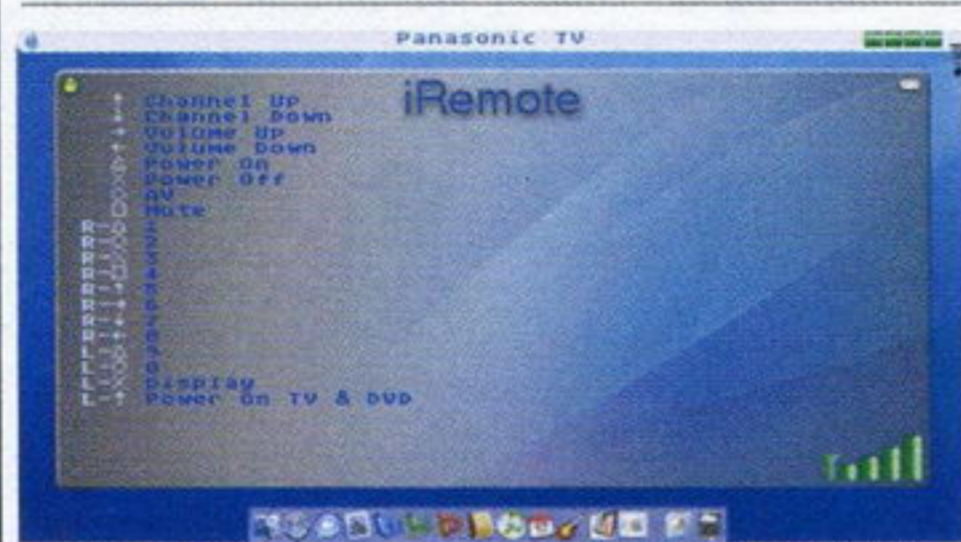 Panasonic TV
iRemote
↑ Channel Up
↓ Channel Down
→ Volume Up
← Volume Down
△ Power On
○ Power Off
╳ AV
□ Mute
R + △ 1
R + ○ 2
R + ╳ 3
R + □ 4
R + ↑ 5
R + → 6
R + ↓ 7
R + ← 8
L + △ 9
L + ○ 0
L + ╳ Display
L + ↑ Power On TV & DVD